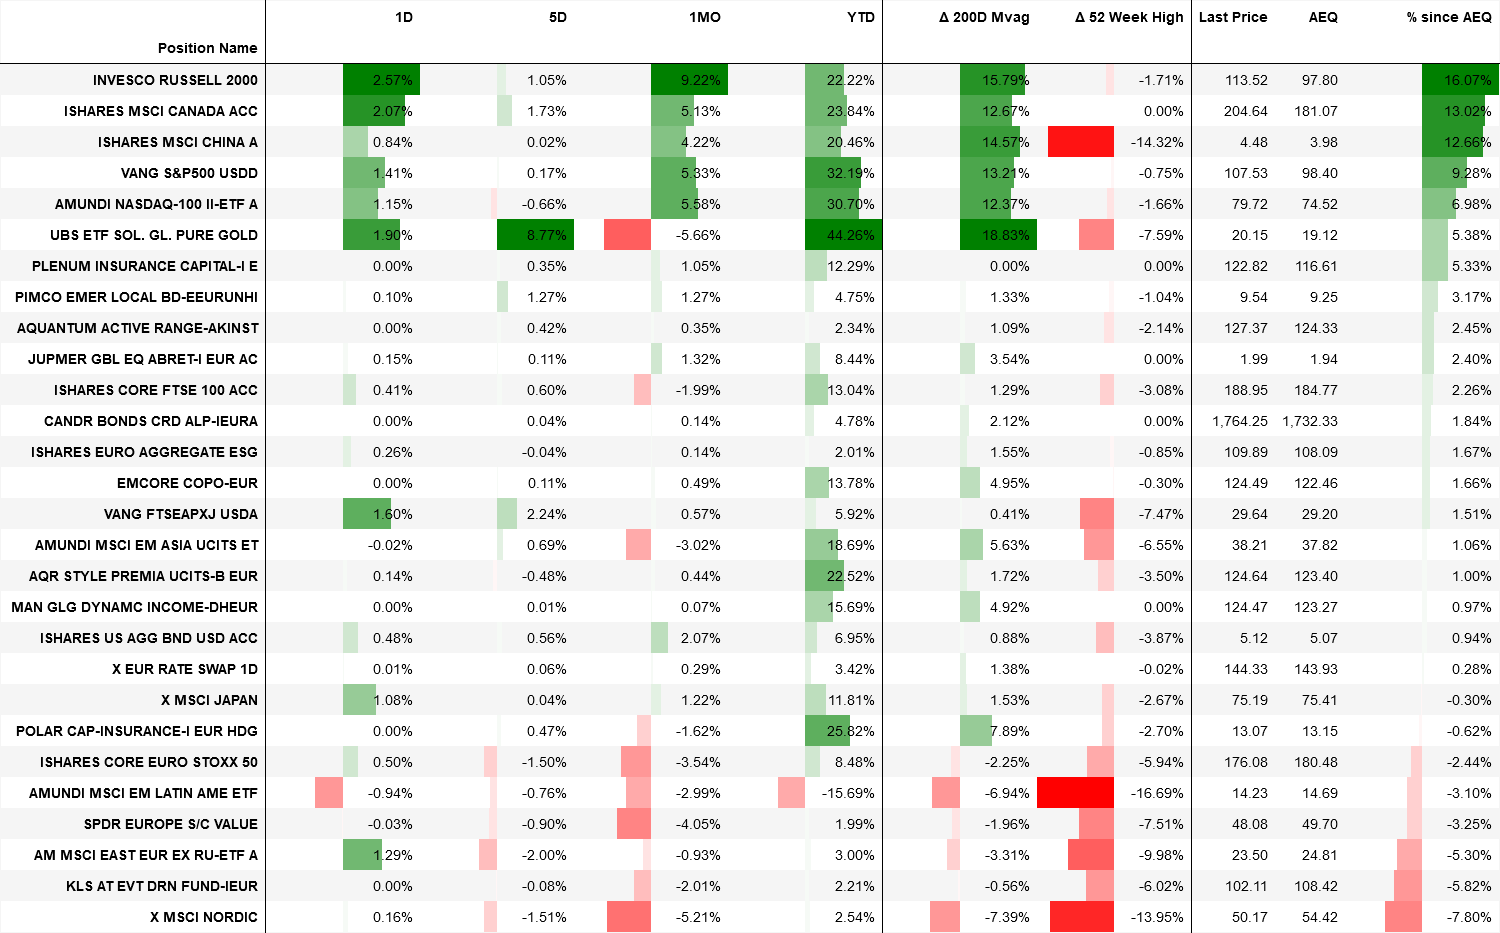 Position Name 1D 5D 1MO YTD Δ 200D Mvag Δ 52 Week High Last Price AEQ % since AEQ
INVESCO RUSSELL 2000 2.57% 1.05% 9.22% 22.22% 15.79% -1.71% 113.52 97.80 16.07%
ISHARES MSCI CANADA ACC 2.07% 1.73% 5.13% 23.84% 12.67% 0.00% 204.64 181.07 13.02%
ISHARES MSCI CHINA A 0.84% 0.02% 4.22% 20.46% 14.57% -14.32% 4.48 3.98 12.66%
VANG S&P500 USDD 1.41% 0.17% 5.33% 32.19% 13.21% -0.75% 107.53 98.40 9.28%
AMUNDI NASDAQ-100 II-ETF A 1.15% -0.66% 5.58% 30.70% 12.37% -1.66% 79.72 74.52 6.98%
UBS ETF SOL. GL. PURE GOLD 1.90% 8.77% -5.66% 44.26% 18.83% -7.59% 20.15 19.12 5.38%
PLENUM INSURANCE CAPITAL-I E 0.00% 0.35% 1.05% 12.29% 0.00% 0.00% 122.82 116.61 5.33%
PIMCO EMER LOCAL BD-EEURUNHI 0.10% 1.27% 1.27% 4.75% 1.33% -1.04% 9.54 9.25 3.17%
AQUANTUM ACTIVE RANGE-AKINST 0.00% 0.42% 0.35% 2.34% 1.09% -2.14% 127.37 124.33 2.45%
JUPMER GBL EQ ABRET-I EUR AC 0.15% 0.11% 1.32% 8.44% 3.54% 0.00% 1.99 1.94 2.40%
ISHARES CORE FTSE 100 ACC 0.41% 0.60% -1.99% 13.04% 1.29% -3.08% 188.95 184.77 2.26%
CANDR BONDS CRD ALP-IEURA 0.00% 0.04% 0.14% 4.78% 2.12% 0.00% 1,764.25 1,732.33 1.84%
ISHARES EURO AGGREGATE ESG 0.26% -0.04% 0.14% 2.01% 1.55% -0.85% 109.89 108.09 1.67%
EMCORE COPO-EUR 0.00% 0.11% 0.49% 13.78% 4.95% -0.30% 124.49 122.46 1.66%
VANG FTSEAPXJ USDA 1.60% 2.24% 0.57% 5.92% 0.41% -7.47% 29.64 29.20 1.51%
AMUNDI MSCI EM ASIA UCITS ET -0.02% 0.69% -3.02% 18.69% 5.63% -6.55% 38.21 37.82 1.06%
AQR STYLE PREMIA UCITS-B EUR 0.14% -0.48% 0.44% 22.52% 1.72% -3.50% 124.64 123.40 1.00%
MAN GLG DYNAMC INCOME-DHEUR 0.00% 0.01% 0.07% 15.69% 4.92% 0.00% 124.47 123.27 0.97%
ISHARES US AGG BND USD ACC 0.48% 0.56% 2.07% 6.95% 0.88% -3.87% 5.12 5.07 0.94%
X EUR RATE SWAP 1D 0.01% 0.06% 0.29% 3.42% 1.38% -0.02% 144.33 143.93 0.28%
X MSCI JAPAN 1.08% 0.04% 1.22% 11.81% 1.53% -2.67% 75.19 75.41 -0.30%
POLAR CAP-INSURANCE-I EUR HDG 0.00% 0.47% -1.62% 25.82% 7.89% -2.70% 13.07 13.15 -0.62%
ISHARES CORE EURO STOXX 50 0.50% -1.50% -3.54% 8.48% -2.25% -5.94% 176.08 180.48 -2.44%
AMUNDI MSCI EM LATIN AME ETF -0.94% -0.76% -2.99% -15.69% -6.94% -16.69% 14.23 14.69 -3.10%
SPDR EUROPE S/C VALUE -0.03% -0.90% -4.05% 1.99% -1.96% -7.51% 48.08 49.70 -3.25%
AM MSCI EAST EUR EX RU-ETF A 1.29% -2.00% -0.93% 3.00% -3.31% -9.98% 23.50 24.81 -5.30%
KLS AT EVT DRN FUND-IEUR 0.00% -0.08% -2.01% 2.21% -0.56% -6.02% 102.11 108.42 -5.82%
X MSCI NORDIC 0.16% -1.51% -5.21% 2.54% -7.39% -13.95% 50.17 54.42 -7.80%